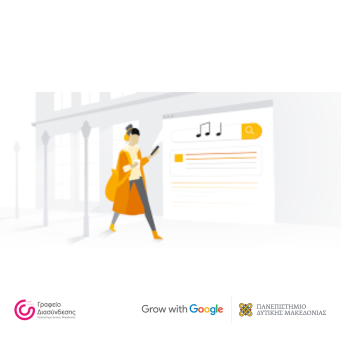 Γραφείο
Διασύνδεσης
Grow with Google
ΠΑΝΕΠΙΣΤΗΜΙΟ
ΔΥΤΙΚΗΣ ΜΑΚΕΔΟΝΙΑΣ